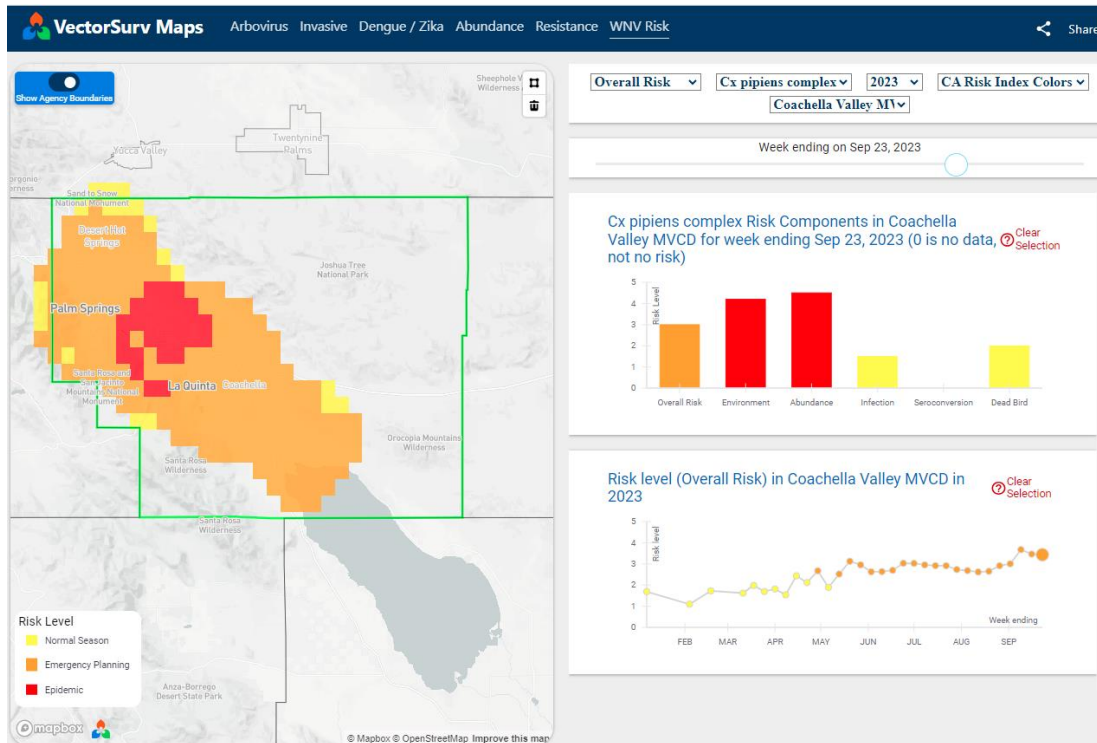 VectorSurv Maps
Arbovirus Invasive Dengue / Zika Abundance Resistance WNV Risk
Share
Show Agency Boundaries
Sheephole V
Wilderness
Yucca Valley
Twentynine
Palms
orgonio
erness
Sand to Snow
National Monument
Desert Hot
Springs
Joshua Tree
National Park
Palm Springs
Santa Rosa and
San Jacinto
Mountains National
Monument
La Quinta
Coachella
Orocopia Mountains
Wilderness
Santa Rosa
Wilderness
Santa Rosa
Wilderness
Anza-Borrego
Desert State Park
Risk Level
Normal Season
Emergency Planning
Epidemic
mapbox
© Mapbox © OpenStreetMap Improve this map
Overall Risk
Cx pipiens complex
2023
CA Risk Index Colors
Coachella Valley MV
Week ending on Sep 23, 2023
Cx pipiens complex Risk Components in Coachella
Valley MVCD for week ending Sep 23, 2023 (0 is no data,
not no risk)
Clear
Selection
5
4
3
2
1
0
Risk Level
Overall Risk Environment Abundance Infection Seroconversion Dead Bird
Risk level (Overall Risk) in Coachella Valley MVCD in
2023
Clear
Selection
5
4
3
2
1
0
Risk level
Week ending
FEB MAR APR MAY JUN JUL AUG SEP